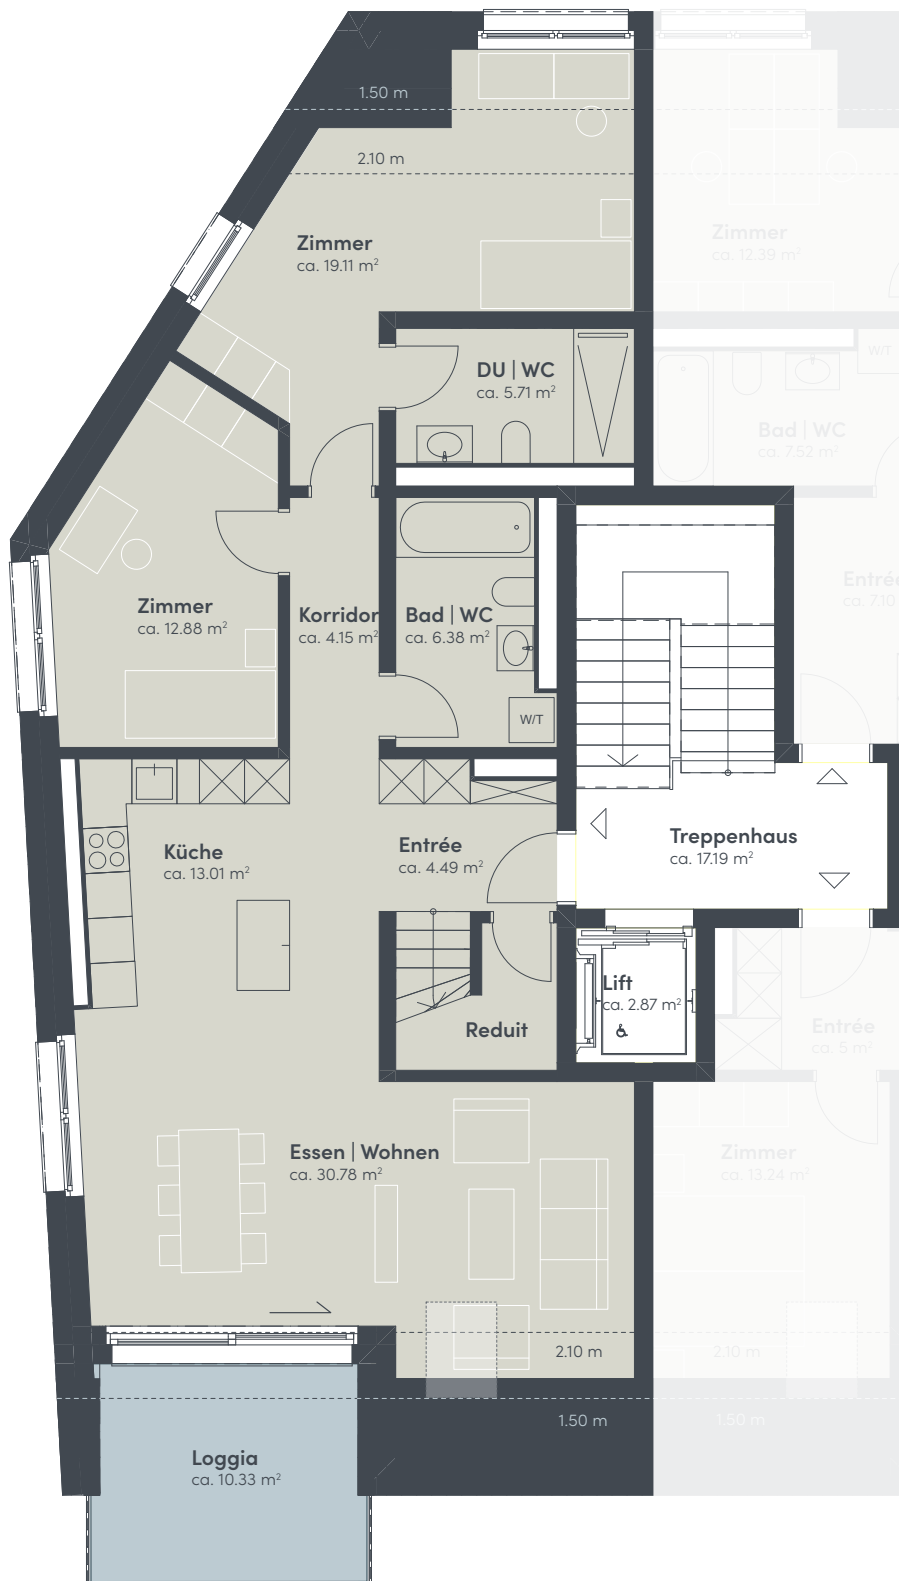 1.50 m
2.10 m
Zimmer
ca. 19.11 m²
Zimmer
ca. 12.39 m²
DU | WC
ca. 5.71 m²
W/T
Bad | WC
ca. 7.52 m²
Zimmer
ca. 12.88 m²
Korridor
ca. 4.15 m²
Bad | WC
ca. 6.38 m²
Entrée
ca. 7.10
W/T
Küche
ca. 13.01 m²
Entrée
ca. 4.49 m²
Treppenhaus
ca. 17.19 m²
Lift
ca. 2.87 m²
Reduit
Entrée
ca. 5 m²
Essen | Wohnen
ca. 30.78 m²
Zimmer
ca. 13.24 m²
2.10 m
2.10 m
1.50 m
1.50 m
Loggia
ca. 10.33 m²